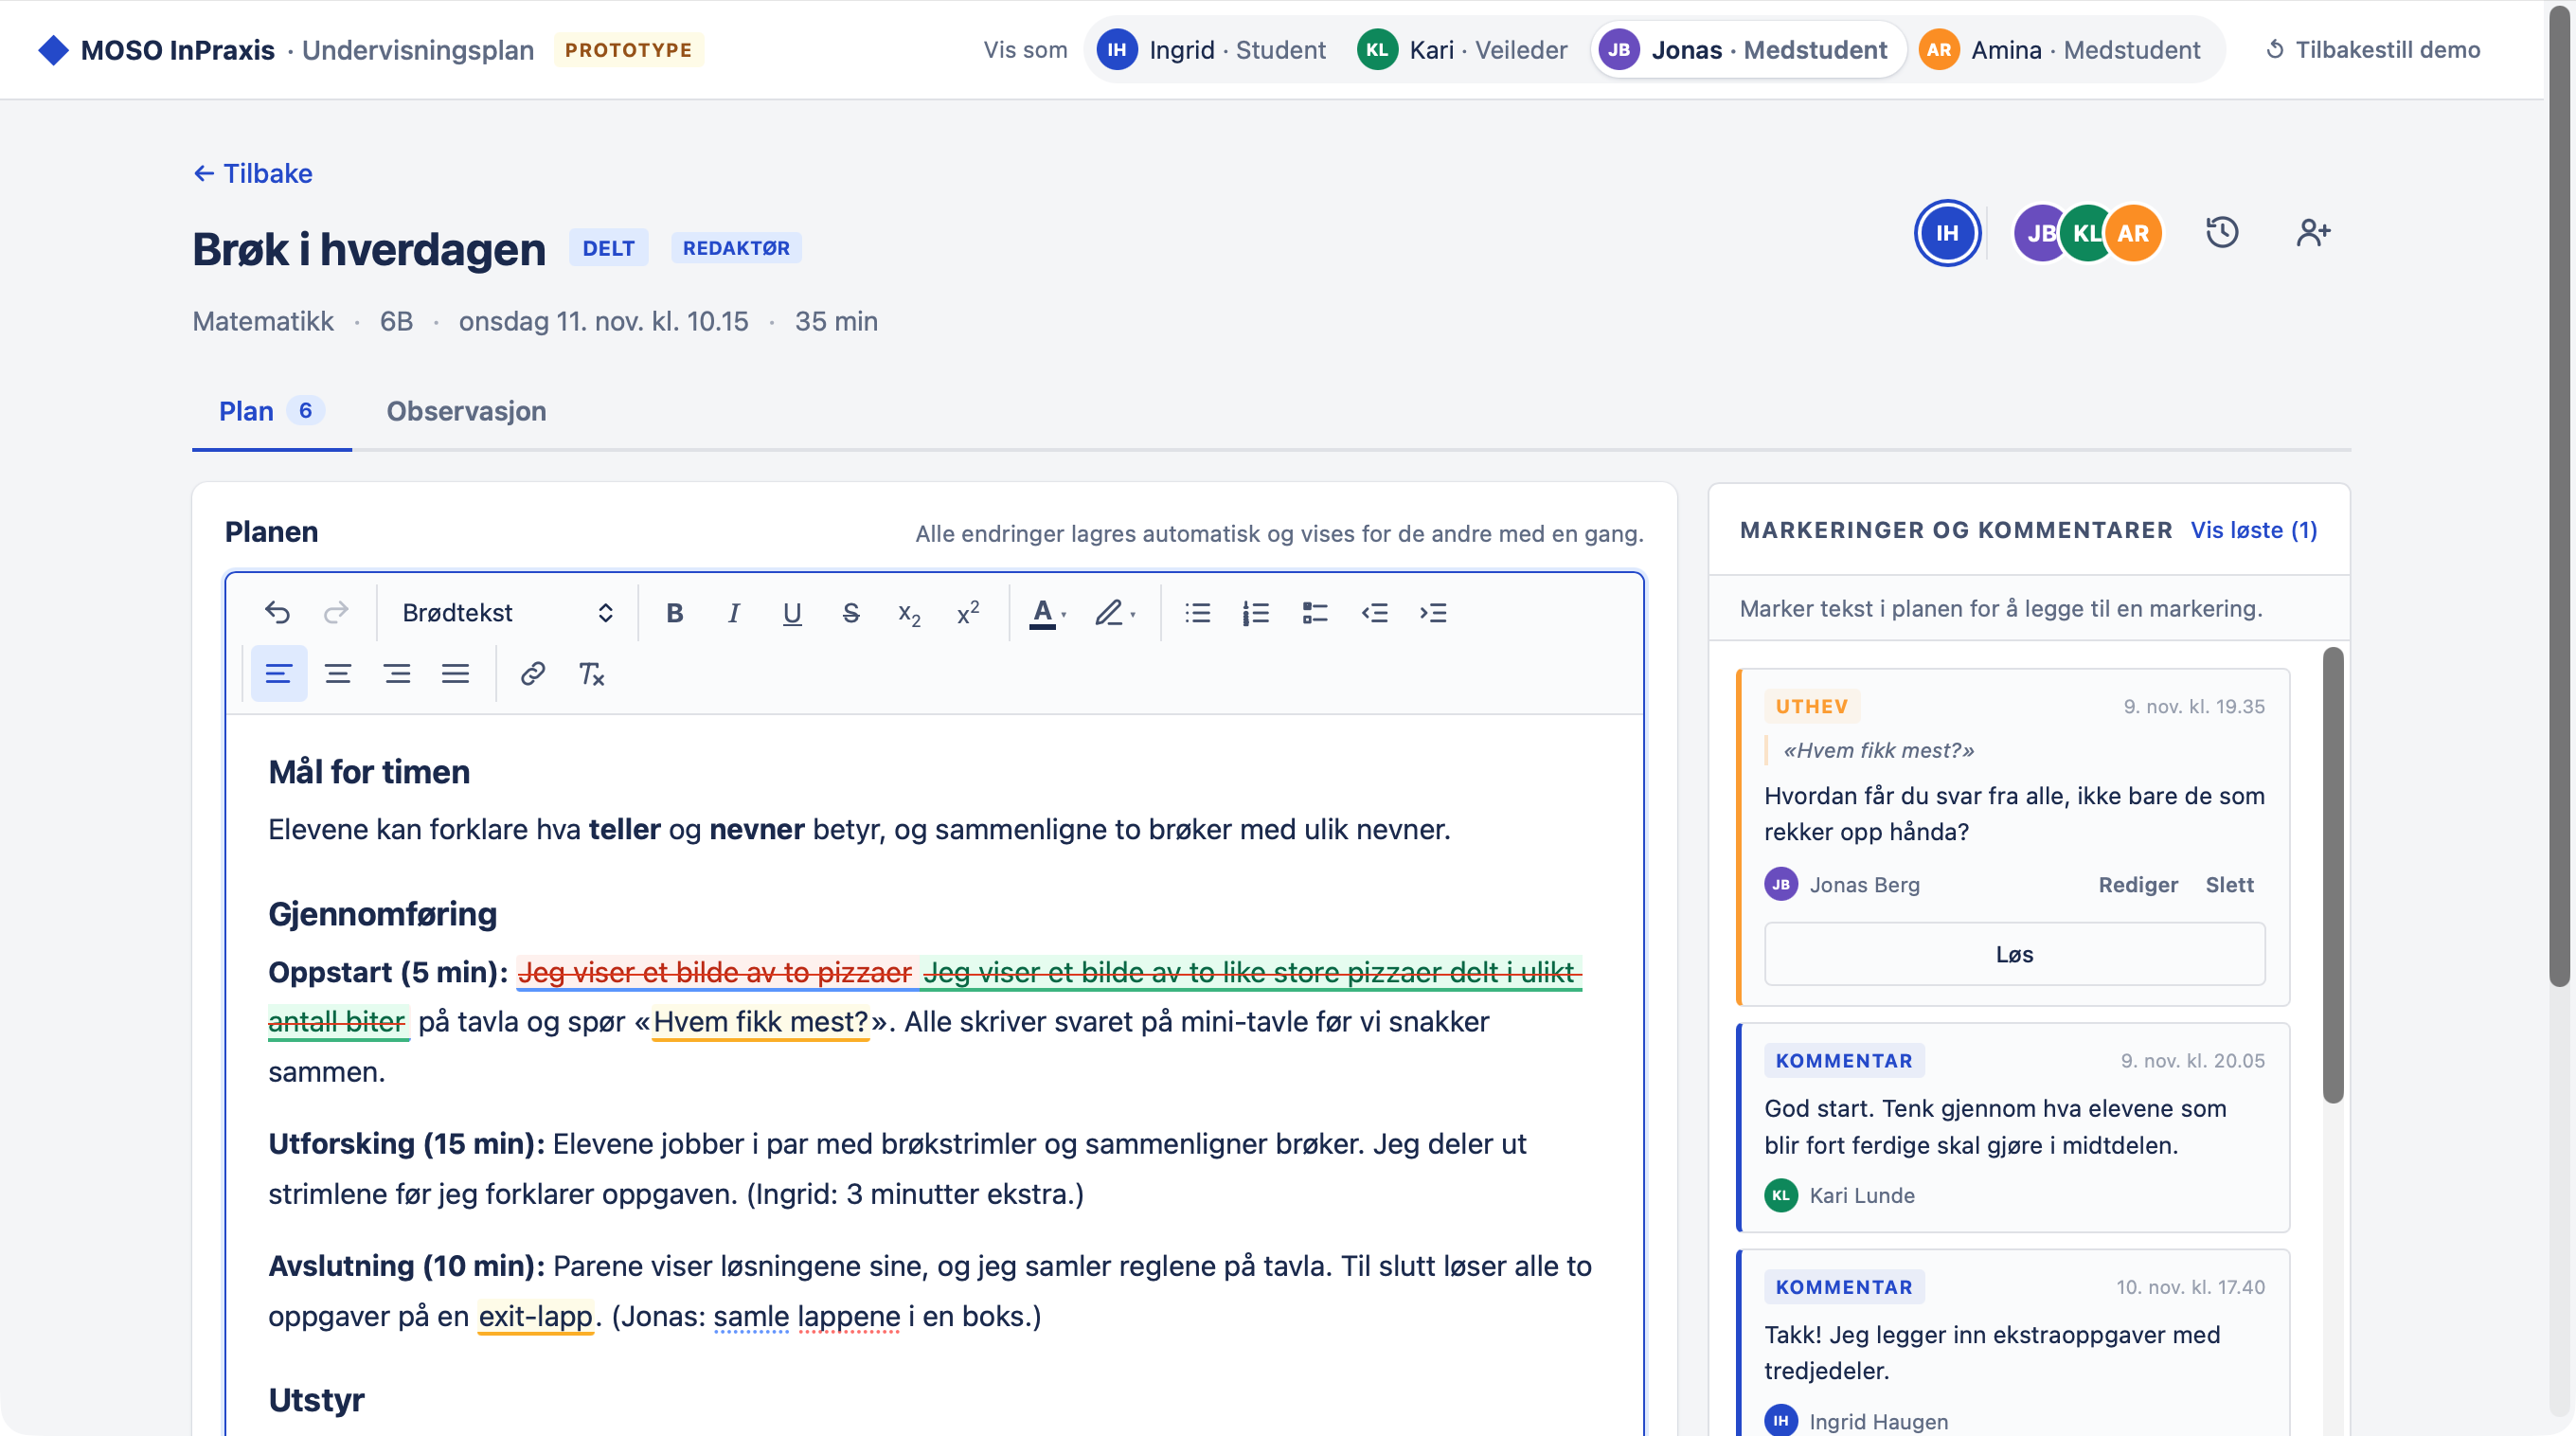 MOSO InPraxis · Undervisningsplan PROTOTYPE
Vis som IH Ingrid · Student KL Kari · Veileder JB Jonas · Medstudent AR Amina · Medstudent Tilbakestill demo
← Tilbake
Brøk i hverdagen DELT REDAKTØR
IH JB KL AR
Matematikk · 6B · onsdag 11. nov. kl. 10.15 · 35 min
Plan 6 Observasjon
Planen
Alle endringer lagres automatisk og vises for de andre med en gang.
Brødtekst B I U S x2 x2 A
Mål for timen
Elevene kan forklare hva teller og nevner betyr, og sammenligne to brøker med ulik nevner.
Gjennomføring
Oppstart (5 min): Jeg viser et bilde av to pizzaer Jeg viser et bilde av to like store pizzaer delt i ulikt
antall biter på tavla og spør «Hvem fikk mest?». Alle skriver svaret på mini-tavle før vi snakker
sammen.
Utforsking (15 min): Elevene jobber i par med brøkstrimler og sammenligner brøker. Jeg deler ut
strimlene før jeg forklarer oppgaven. (Ingrid: 3 minutter ekstra.)
Avslutning (10 min): Parene viser løsningene sine, og jeg samler reglene på tavla. Til slutt løser alle to
oppgaver på en exit-lapp. (Jonas: samle lappene i en boks.)
Utstyr
MARKERINGER OG KOMMENTARER Vis løste (1)
Marker tekst i planen for å legge til en markering.
UTHEV 9. nov. kl. 19.35
«Hvem fikk mest?»
Hvordan får du svar fra alle, ikke bare de som
rekker opp hånda?
JB Jonas Berg Rediger Slett
Løs
KOMMENTAR 9. nov. kl. 20.05
God start. Tenk gjennom hva elevene som
blir fort ferdige skal gjøre i midtdelen.
KL Kari Lunde
KOMMENTAR 10. nov. kl. 17.40
Takk! Jeg legger inn ekstraoppgaver med
tredjedeler.
IH Ingrid Haugen